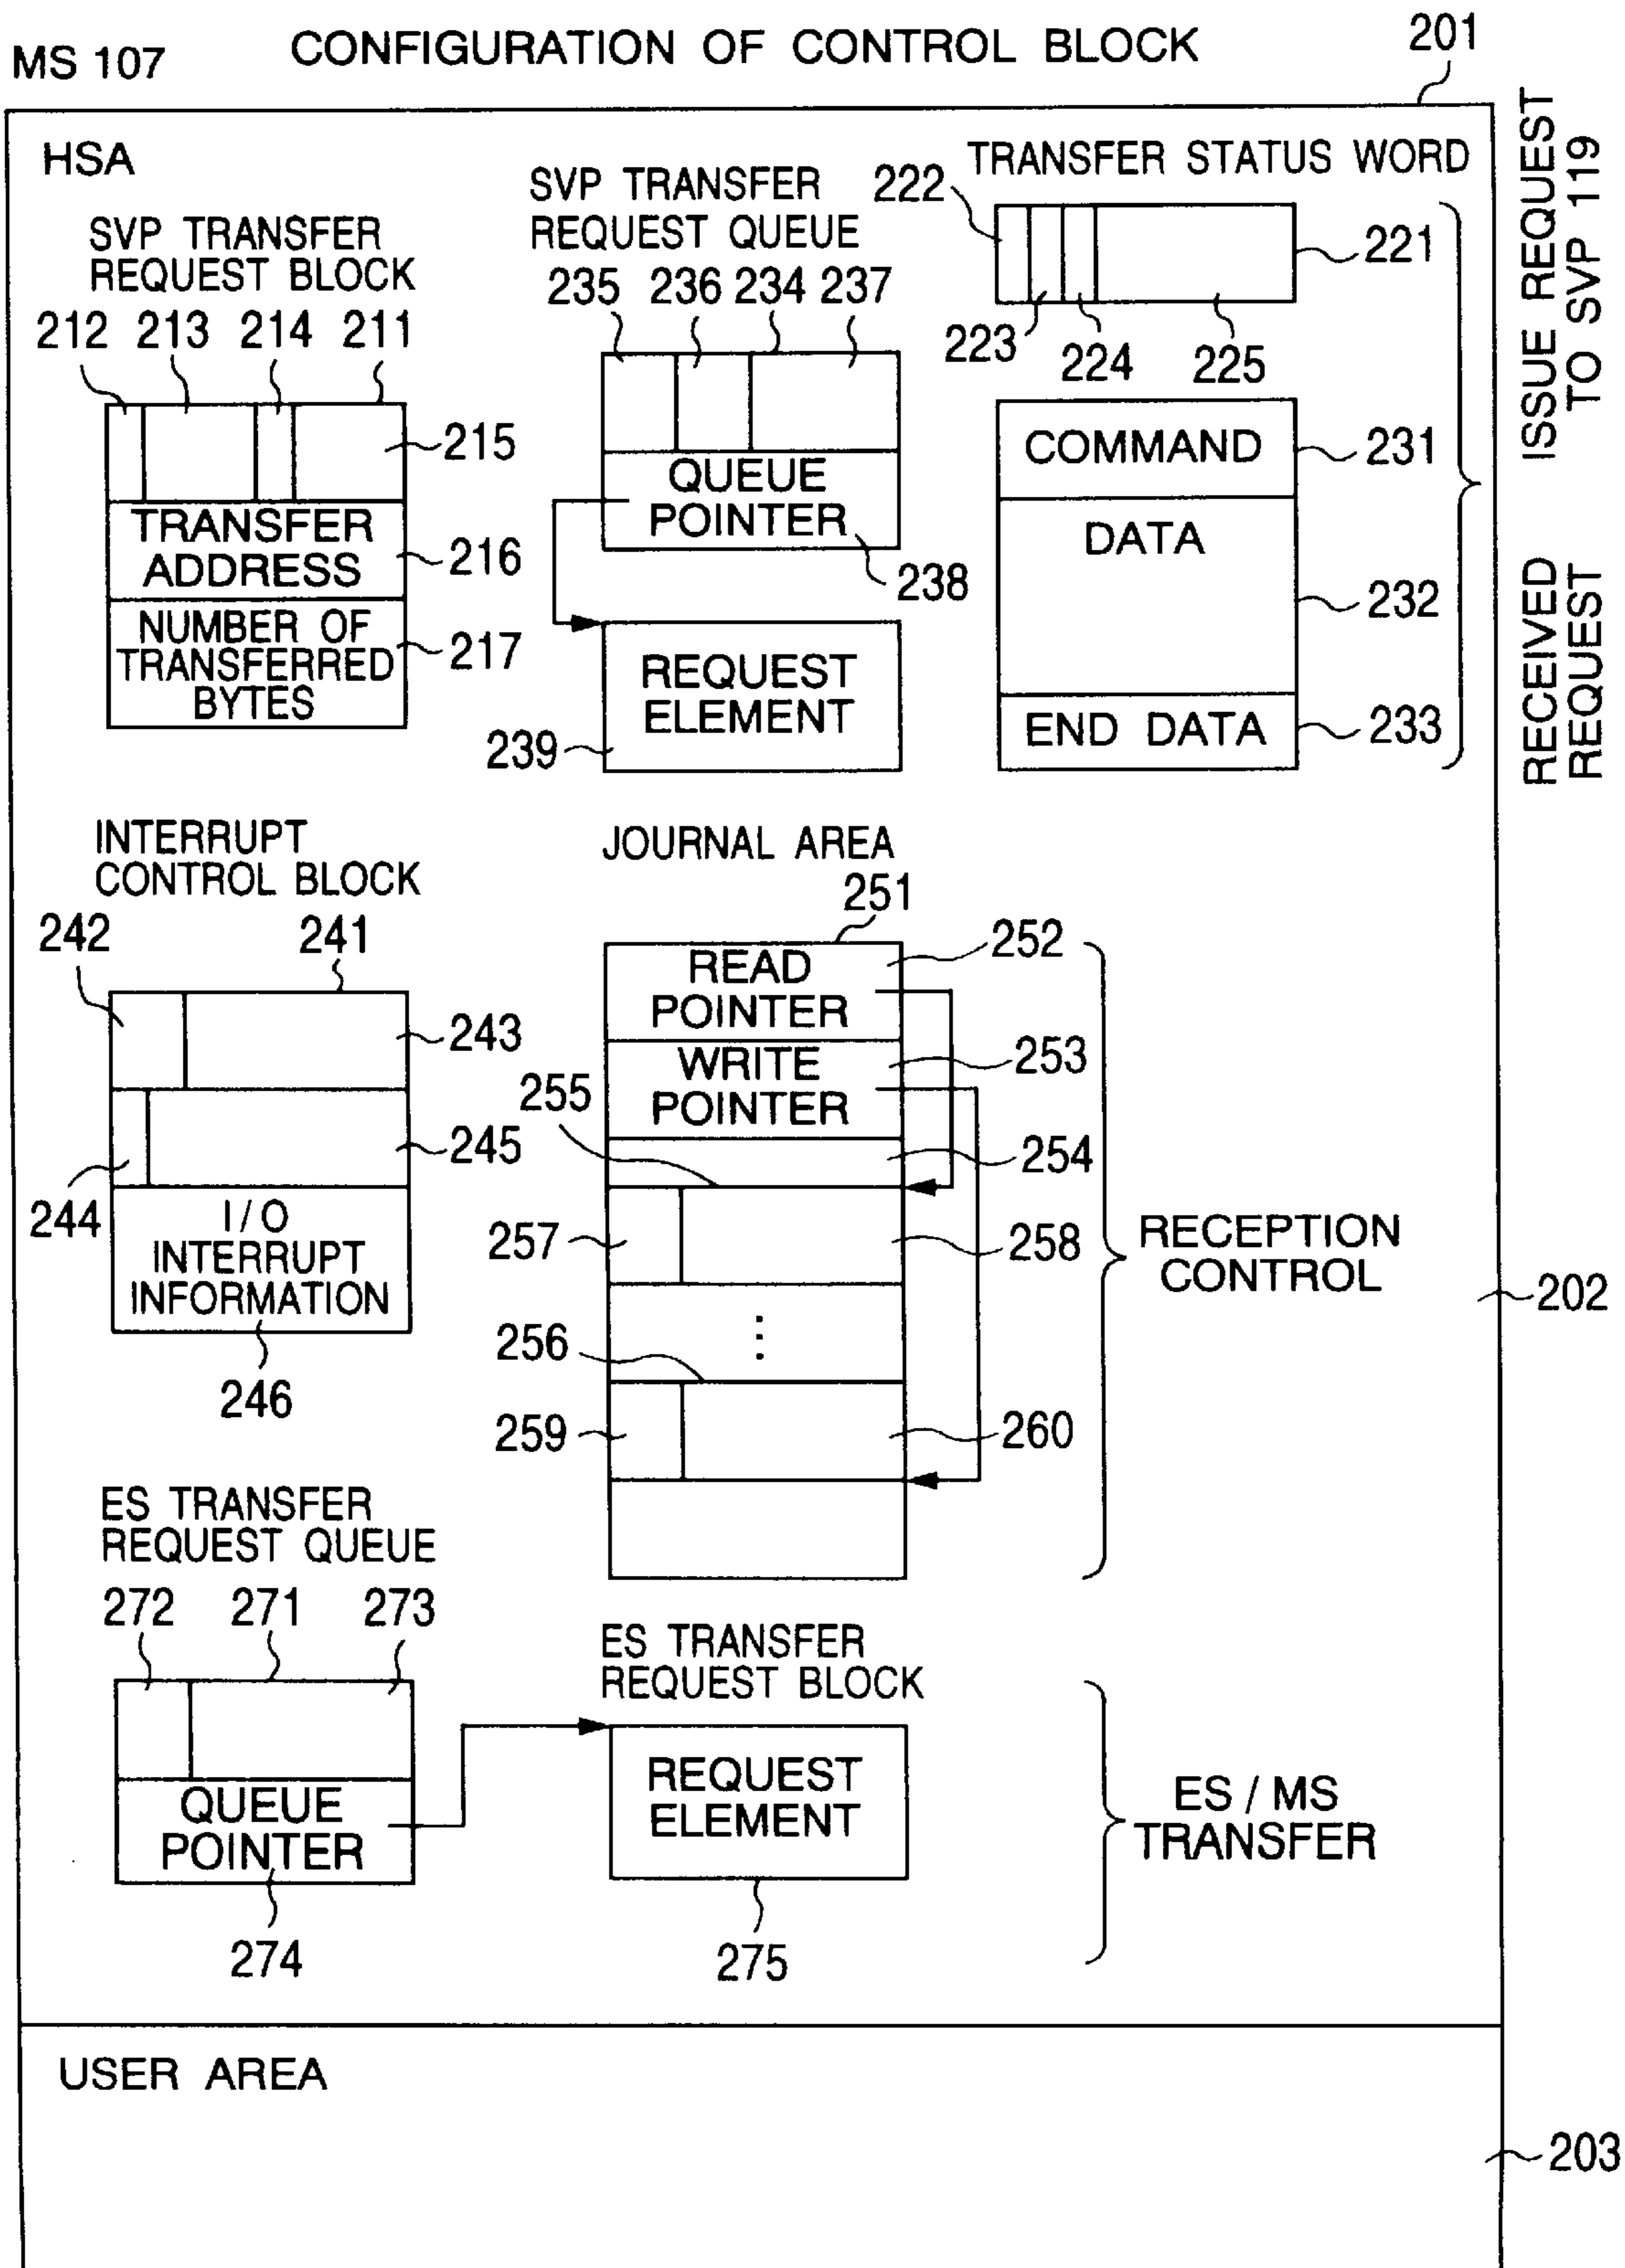 MS 107
CONFIGURATION OF CONTROL BLOCK
201
HSA
SVP TRANSFER
REQUEST BLOCK
212 213 214 211
215
TRANSFER
ADDRESS
216
NUMBER OF
TRANSFERRED
BYTES
217
SVP TRANSFER
REQUEST QUEUE
235 236 234 237
QUEUE
POINTER
238
REQUEST
ELEMENT
239
TRANSFER STATUS WORD
222
221
223
224
225
COMMAND
231
DATA
232
END DATA
233
ISSUE REQUEST
TO SVP 119
RECEIVED
REQUEST
INTERRUPT
CONTROL BLOCK
242
241
243
245
244
I/O
INTERRUPT
INFORMATION
246
JOURNAL AREA
251
READ
POINTER
252
WRITE
POINTER
253
255
254
257
258
256
259
260
RECEPTION
CONTROL
202
ES TRANSFER
REQUEST QUEUE
272 271 273
QUEUE
POINTER
274
ES TRANSFER
REQUEST BLOCK
REQUEST
ELEMENT
275
ES / MS
TRANSFER
USER AREA
203